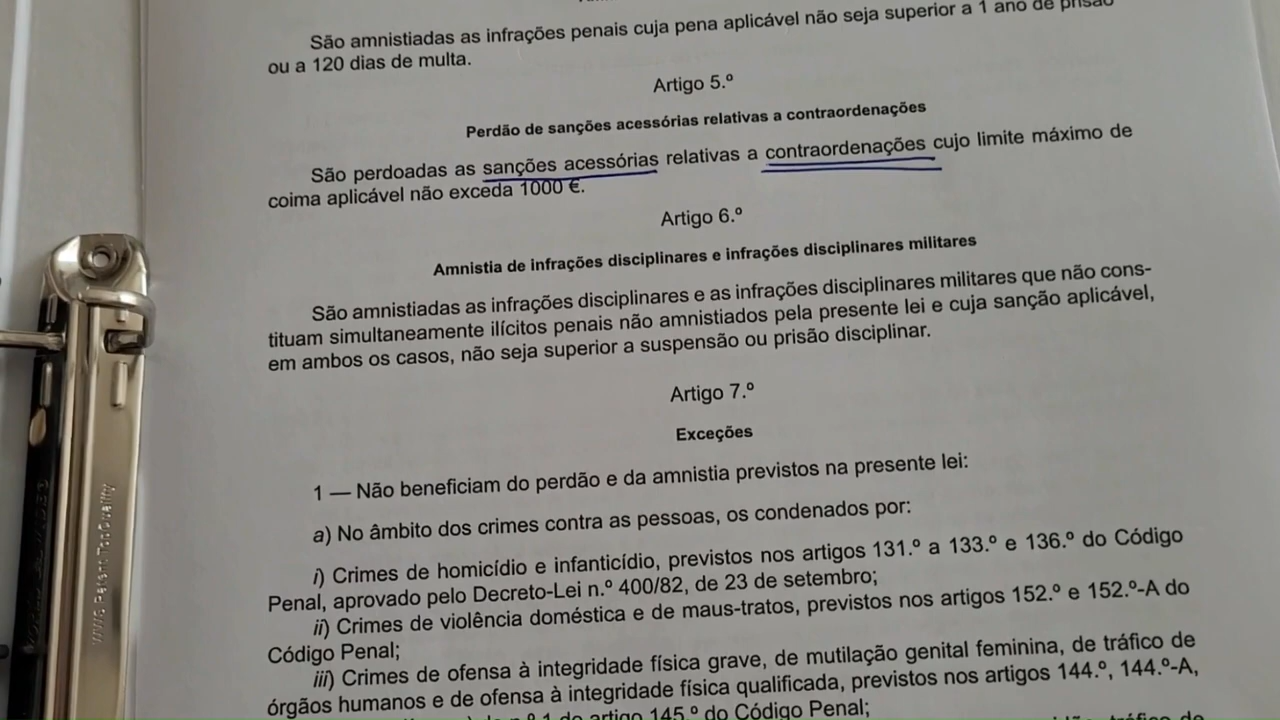 São amnistiadas as infrações penais cuja pena aplicável não seja superior a 1 ano de prisão
ou a 120 dias de multa.
Artigo 5.º
Perdão de sanções acessórias relativas a contraordenações
São perdoadas as sanções acessórias relativas a contraordenações cujo limite máximo de
coima aplicável não exceda 1000 €.
Artigo 6.º
Amnistia de infrações disciplinares e infrações disciplinares militares
São amnistiadas as infrações disciplinares e as infrações disciplinares militares que não cons-
tituam simultaneamente ilícitos penais não amnistiados pela presente lei e cuja sanção aplicável,
em ambos os casos, não seja superior a suspensão ou prisão disciplinar.
Artigo 7.º
Exceções
1 — Não beneficiam do perdão e da amnistia previstos na presente lei:
a) No âmbito dos crimes contra as pessoas, os condenados por:
i) Crimes de homicídio e infanticídio, previstos nos artigos 131.º a 133.º e 136.º do Código
Penal, aprovado pelo Decreto-Lei n.º 400/82, de 23 de setembro;
ii) Crimes de violência doméstica e de maus-tratos, previstos nos artigos 152.º e 152.º-A do
Código Penal;
iii) Crimes de ofensa à integridade física grave, de mutilação genital feminina, de tráfico de
órgãos humanos e de ofensa à integridade física qualificada, previstos nos artigos 144.º, 144.º-A,
n.º 1 do artigo 145.º do Código Penal;
tráfico de